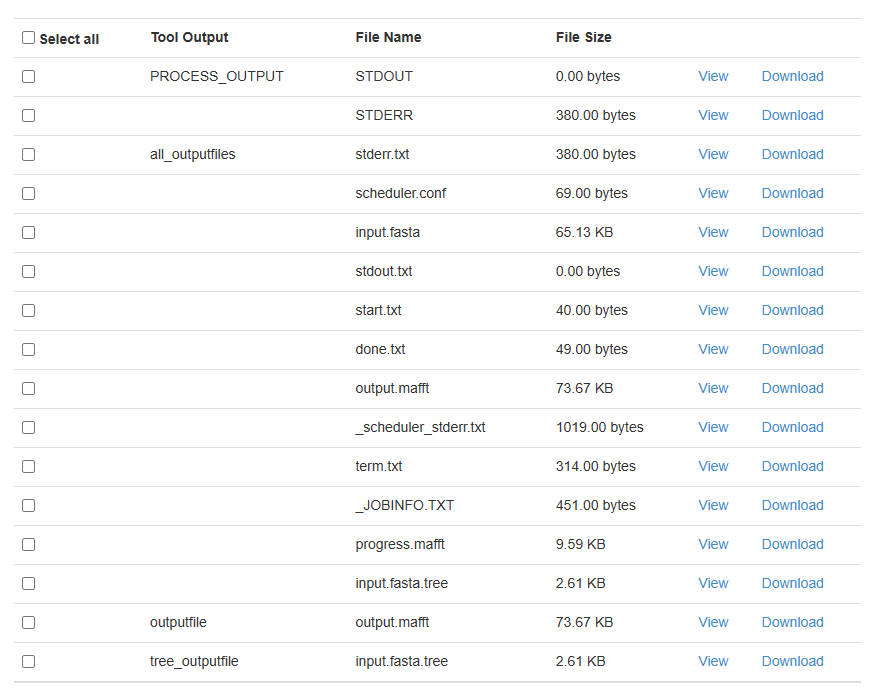 Select all Tool Output File Name File Size
PROCESS_OUTPUT STDOUT 0.00 bytes View Download
STDERR 380.00 bytes View Download
all_outputfiles stderr.txt 380.00 bytes View Download
scheduler.conf 69.00 bytes View Download
input.fasta 65.13 KB View Download
stdout.txt 0.00 bytes View Download
start.txt 40.00 bytes View Download
done.txt 49.00 bytes View Download
output.mafft 73.67 KB View Download
_scheduler_stderr.txt 1019.00 bytes View Download
term.txt 314.00 bytes View Download
_JOBINFO.TXT 451.00 bytes View Download
progress.mafft 9.59 KB View Download
input.fasta.tree 2.61 KB View Download
outputfile output.mafft 73.67 KB View Download
tree_outputfile input.fasta.tree 2.61 KB View Download